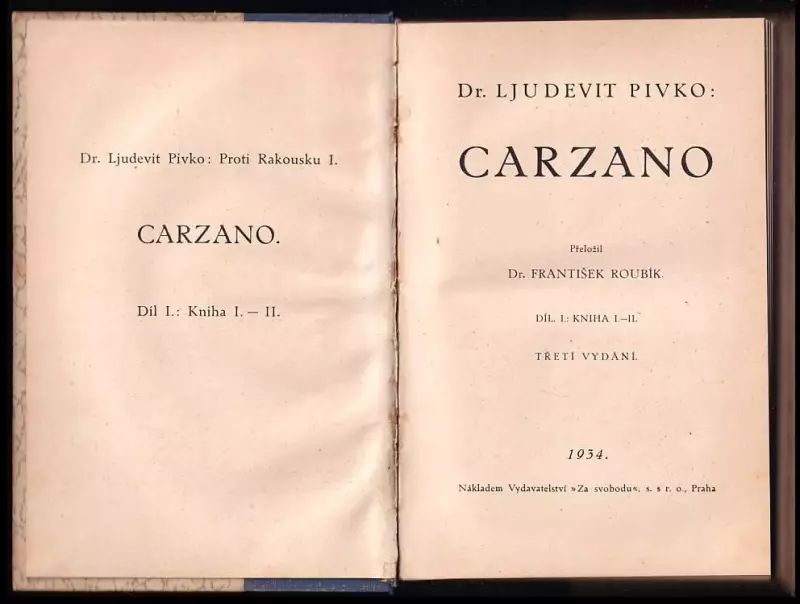 Dr. Ljudevit Pivko: Proti Rakousku I.
CARZANO.
Díl I.: Kniha I. — II.
Dr. LJUDEVIT PIVKO:
CARZANO
Přeložil
Dr. FRANTIŠEK ROUBÍK.
DÍL. I.: KNIHA I.–II.
TŘETÍ VYDÁNÍ.
1934.
Nákladem Vydavatelství »Za svobodu«, s. s r. o., Praha